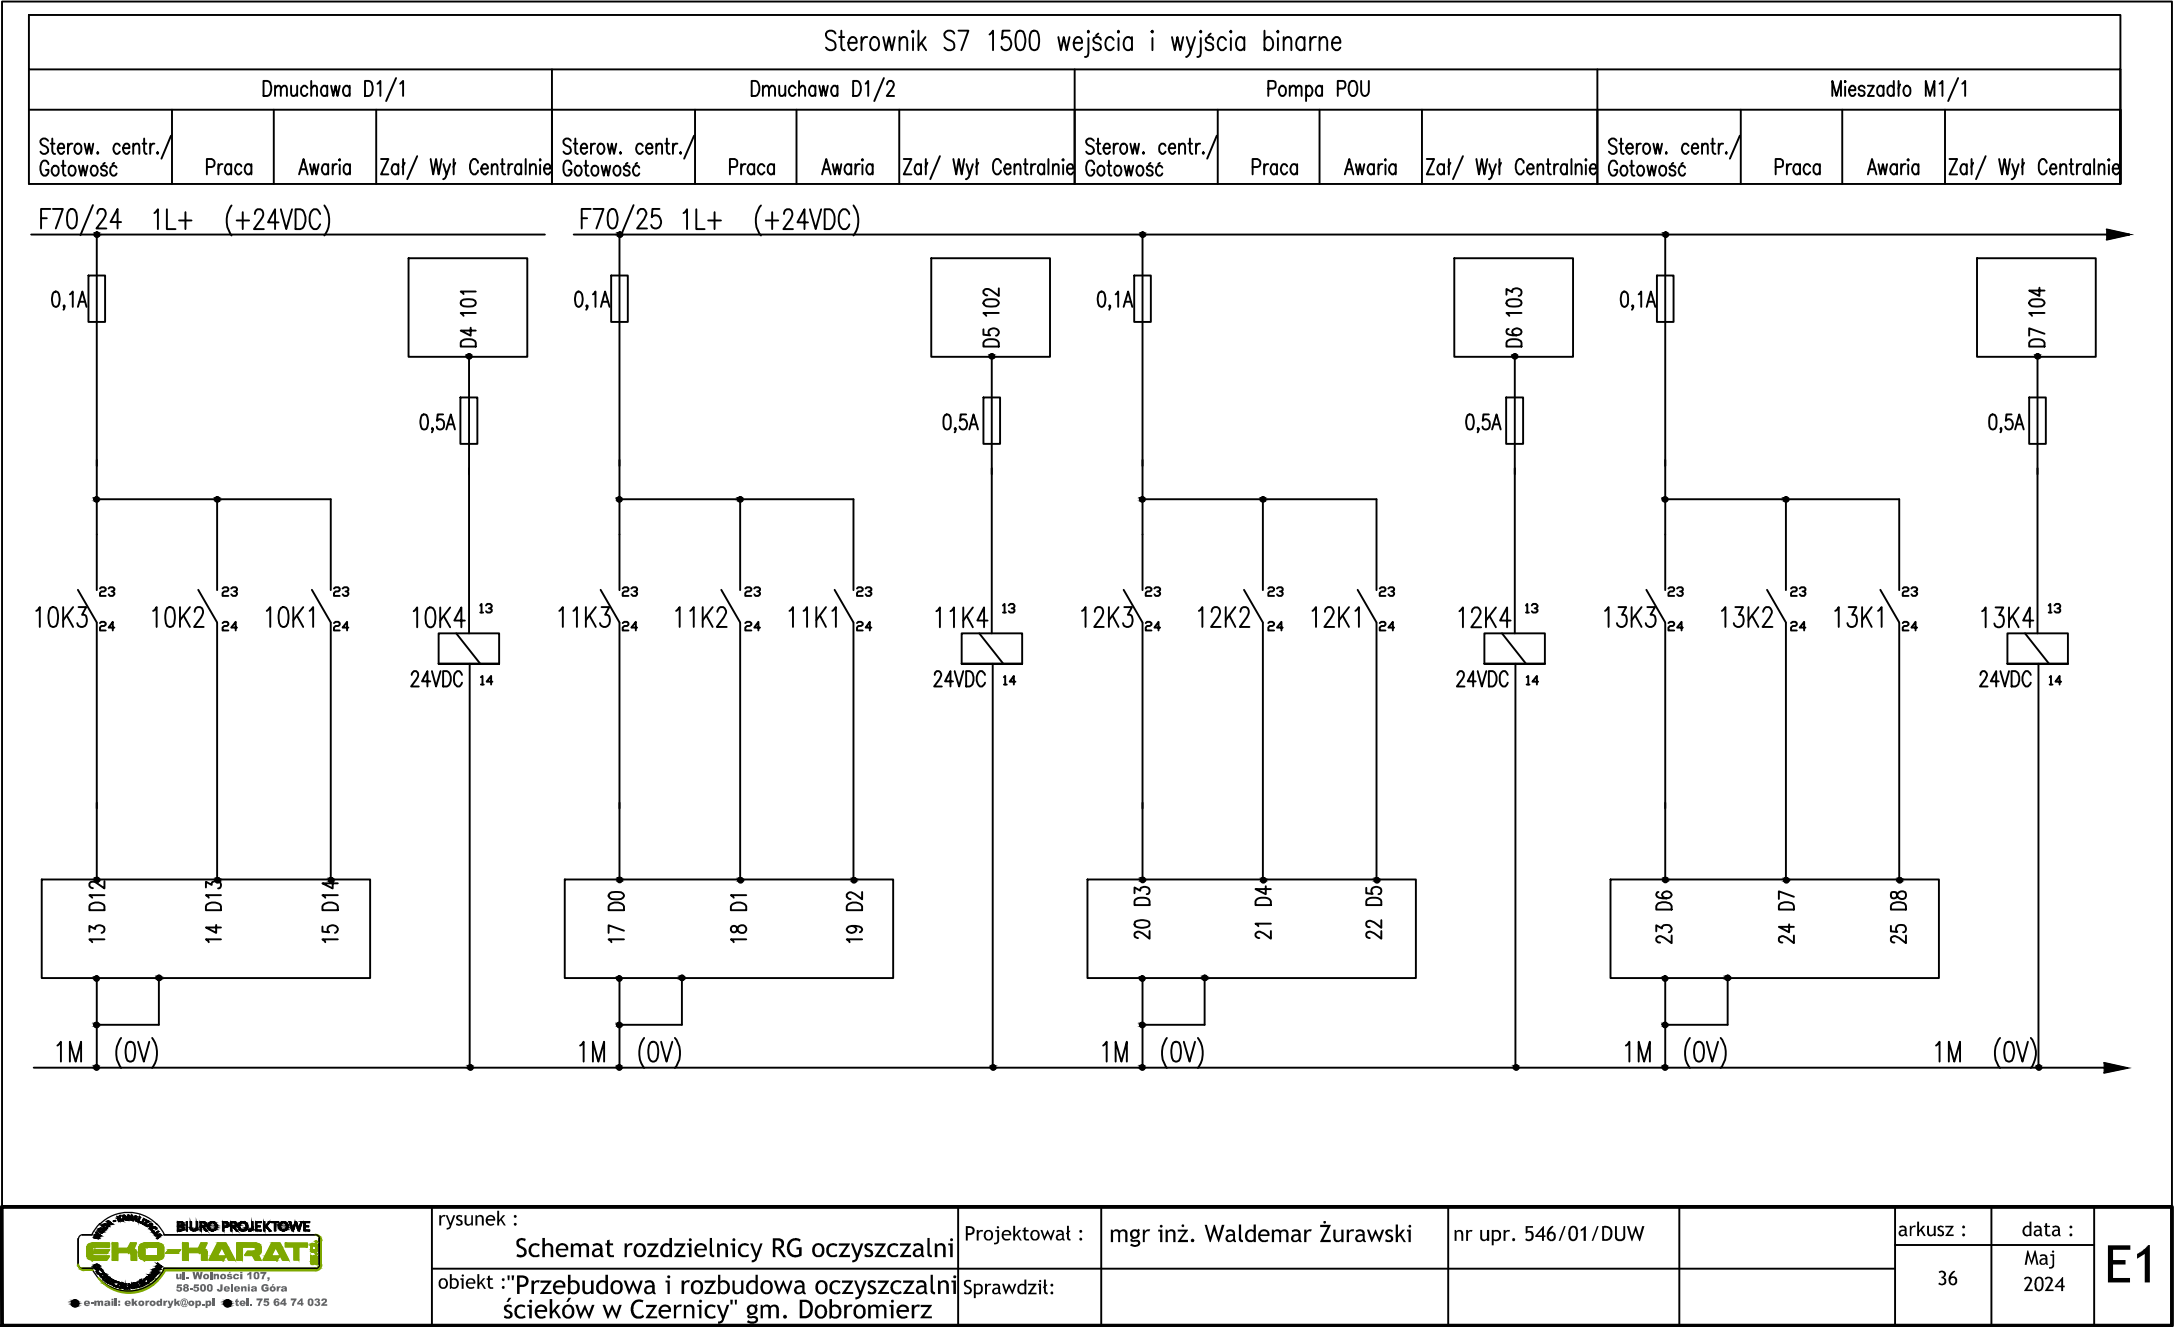 Sterownik S7 1500 wejścia i wyjścia binarne
Dmuchawa D1/1
Dmuchawa D1/2
Pompa POU
Mieszadło M1/1
Sterow. centr./
Gotowość
Praca
Awaria
Zał/ Wył Centralnie
Sterow. centr./
Gotowość
Praca
Awaria
Zał/ Wył Centralnie
Sterow. centr./
Gotowość
Praca
Awaria
Zał/ Wył Centralnie
Sterow. centr./
Gotowość
Praca
Awaria
Zał/ Wył Centralnie
F70/24 1L+ (+24VDC)
F70/25 1L+ (+24VDC)
0,1A
D4 101
0,1A
D5 102
0,1A
D6 103
0,1A
D7 104
0,5A
0,5A
0,5A
0,5A
10K3 23 24
10K2 23 24
10K1 23 24
10K4 13
24VDC 14
11K3 23 24
11K2 23 24
11K1 23 24
11K4 13
24VDC 14
12K3 23 24
12K2 23 24
12K1 23 24
12K4 13
24VDC 14
13K3 23 24
13K2 23 24
13K1 23 24
13K4 13
24VDC 14
13 D12
14 D13
15 D14
17 D0
18 D1
19 D2
20 D3
21 D4
22 D5
23 D6
24 D7
25 D8
1M (0V)
1M (0V)
1M (0V)
1M (0V)
1M (0V)
BIURO PROJEKTOWE
EKO-KARAT
ul. Wolności 107,
58-500 Jelenia Góra
e-mail: ekorodryk@op.pl tel. 75 64 74 032
rysunek :
Schemat rozdzielnicy RG oczyszczalni
obiekt :"Przebudowa i rozbudowa oczyszczalni
ścieków w Czernicy" gm. Dobromierz
Projektował :
mgr inż. Waldemar Żurawski
nr upr. 546/01/DUW
Sprawdził:
arkusz :
36
data :
Maj
2024
E1